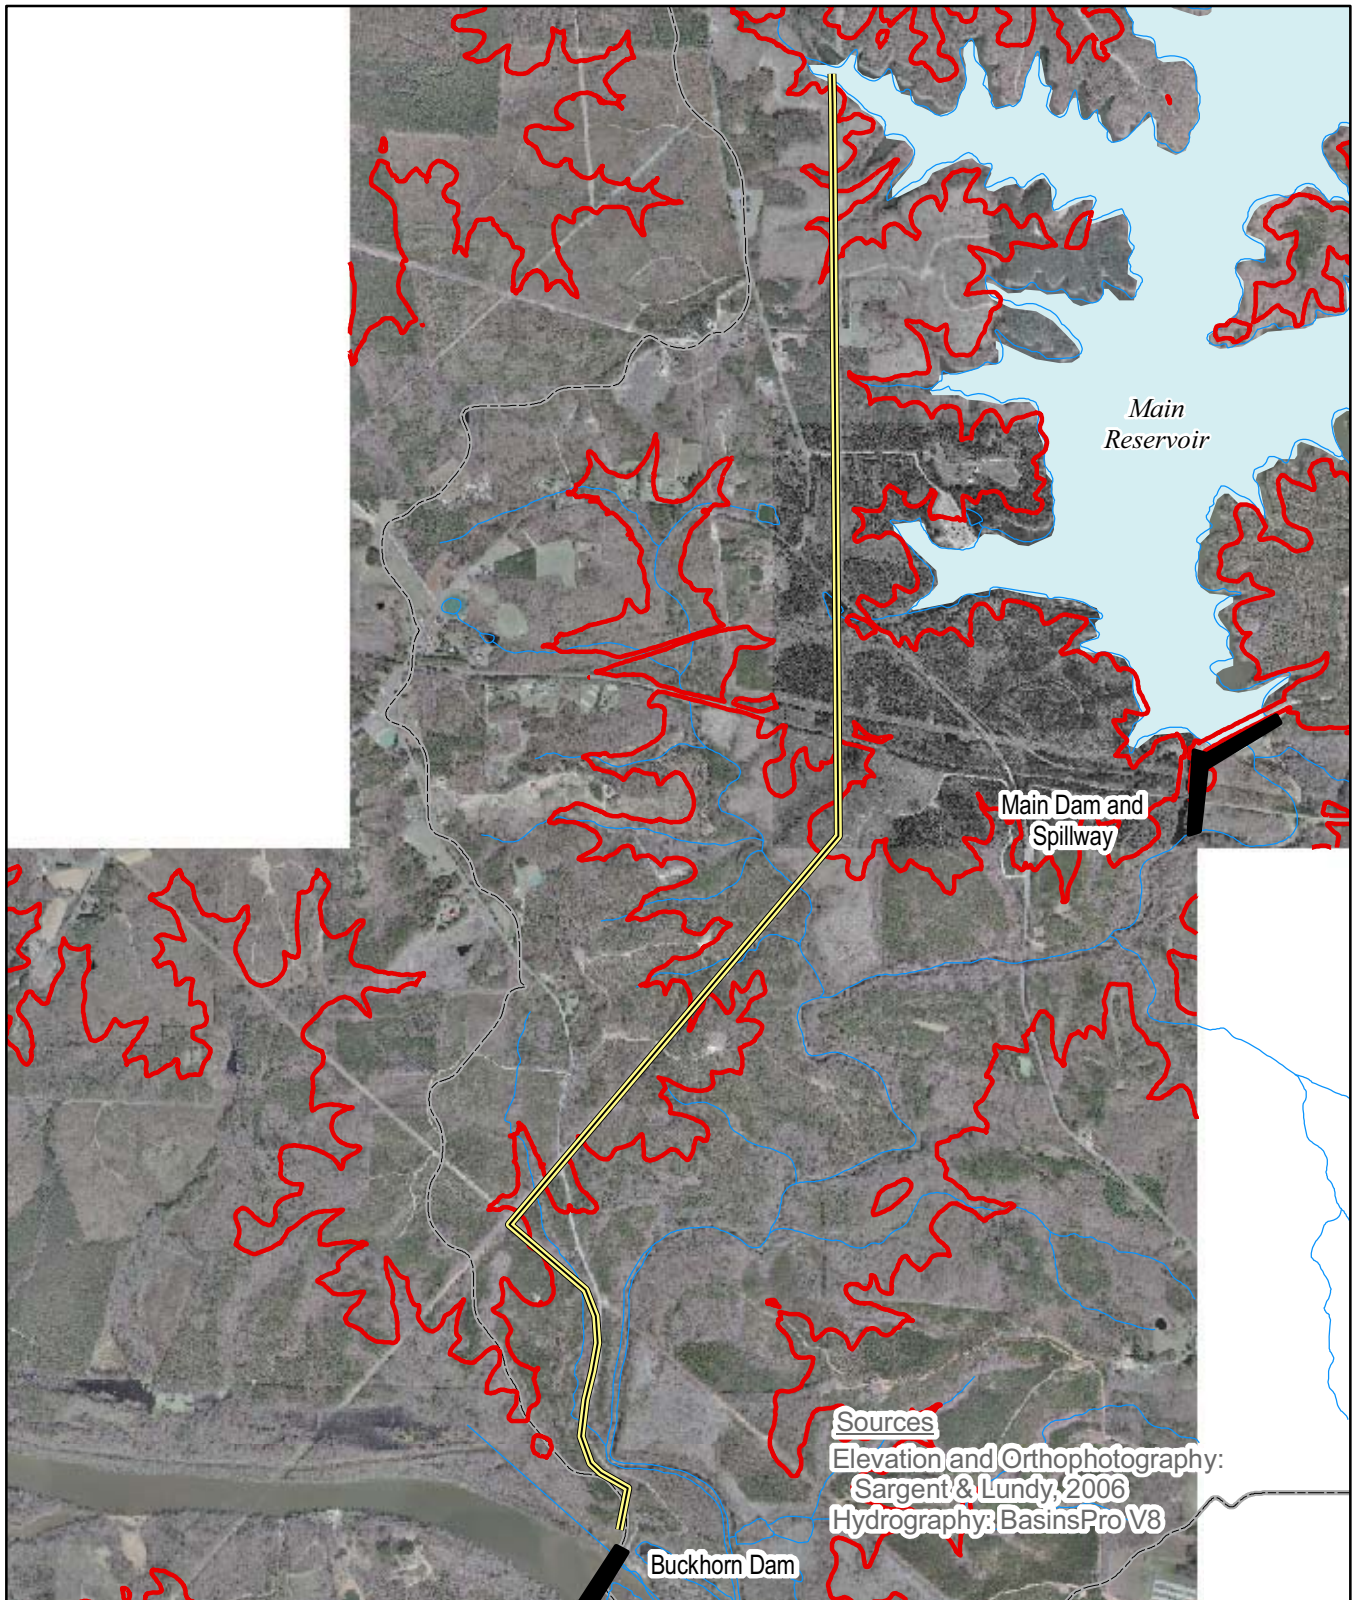 Main
Reservoir
Main Dam and
Spillway
Sources
Elevation and Orthophotography:
Sargent & Lundy, 2006
Hydrography: BasinsPro V8
Buckhorn Dam